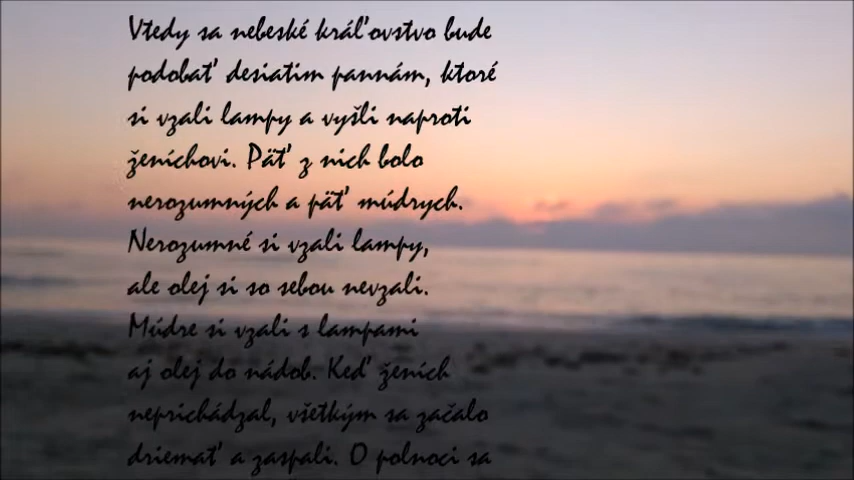 Vtedy sa nebeské kráľovstvo bude
podobať desiatim pannám, ktoré
si vzali lampy a vyšli naproti
ženíchovi. Päť z nich bolo
nerozumných a päť múdrych.
Nerozumné si vzali lampy,
ale olej si so sebou nevzali.
Múdre si vzali s lampami
aj olej do nádob. Keď ženích
neprichádzal, všetkým sa začalo
driemať a zaspali. O polnoci sa